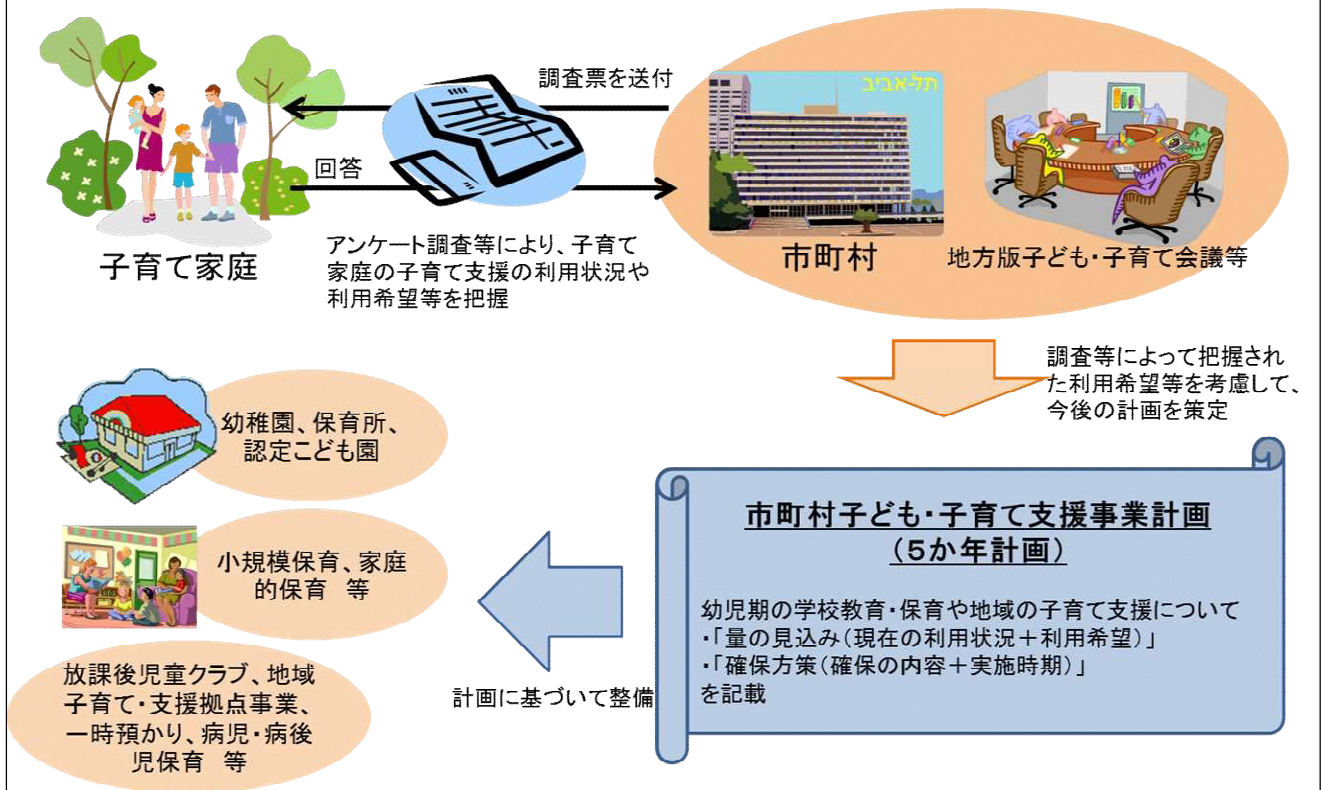 調査票を送付
תל-אביב
回答
アンケート調査等により、子育て
家庭の子育て支援の利用状況や
利用希望等を把握
子育て家庭
市町村
地方版子ども・子育て会議等
調査等によって把握され
た利用希望等を考慮して、
今後の計画を策定
市町村子ども・子育て支援事業計画
(5か年計画)
幼児期の学校教育・保育や地域の子育て支援について
・「量の見込み(現在の利用状況+利用希望)」
・「確保方策(確保の内容+実施時期)」
を記載
計画に基づいて整備
幼稚園、保育所、
認定こども園
小規模保育、家庭
的保育 等
放課後児童クラブ、地域
子育て・支援拠点事業、
一時預かり、病児・病後
児保育 等